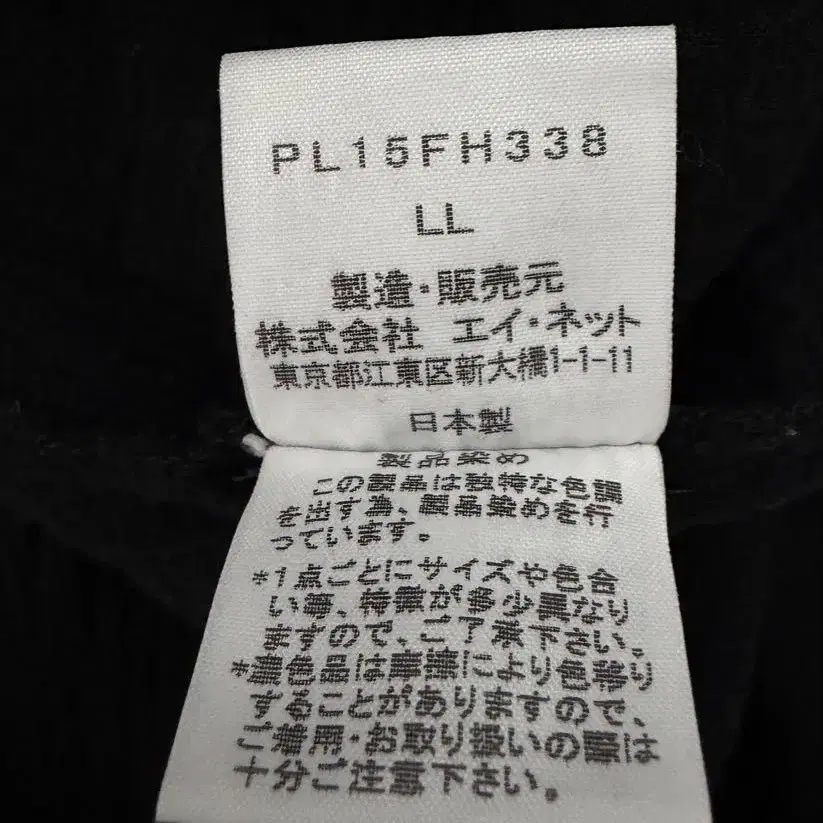 PL15FH338
LL
製造・販売元
株式会社 エイ・ネット
東京都江東区新大橋1-1-11
日本製
製品染め
この製品は独特な色調
を出す為、製品染めを行
っています。
*1点ごとにサイズや色合
い等、特徴が多少異なり
ますので、ご了承下さい。
*濃色品は摩擦により色移り
することがありますので、
ご着用・お取り扱いの際は
十分ご注意下さい。